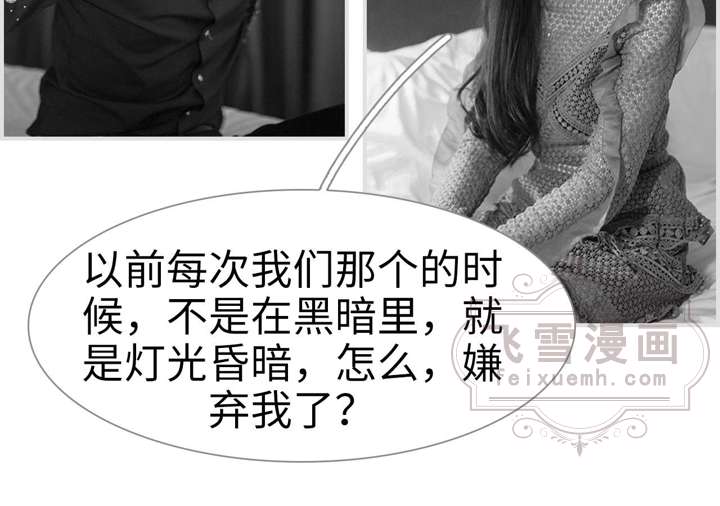 以前每次我们那个的时
候，不是在黑暗里，就
是灯光昏暗，怎么，嫌
弃我了？
飞雪漫画
feixuemh.com